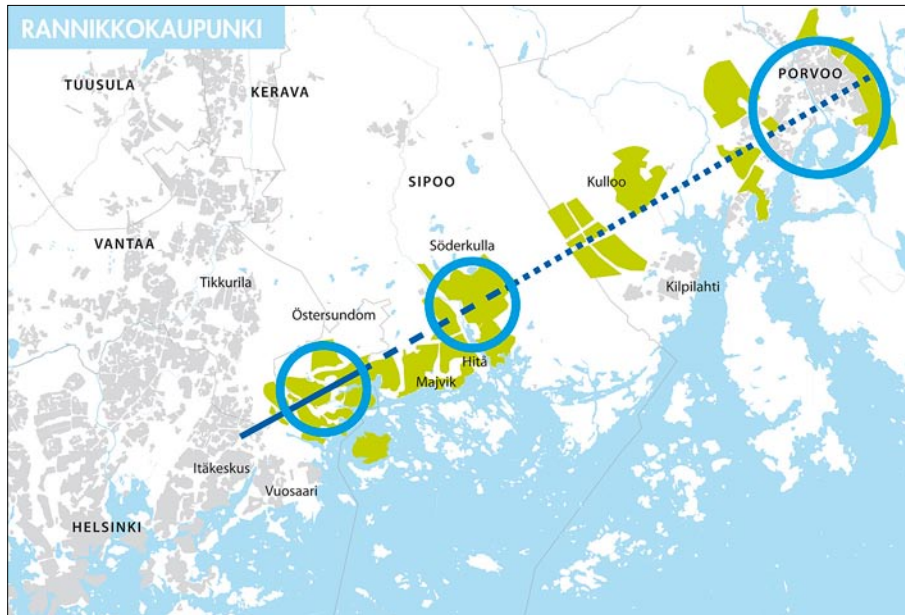 RANNIKKOKAUPUNKI
TUUSULA
KERAVA
PORVOO
SIPOO
Kulloo
VANTAA
Söderkulla
Tikkurila
Kilpilahti
Östersundom
Hitå
Majvik
Itäkeskus
Vuosaari
HELSINKI